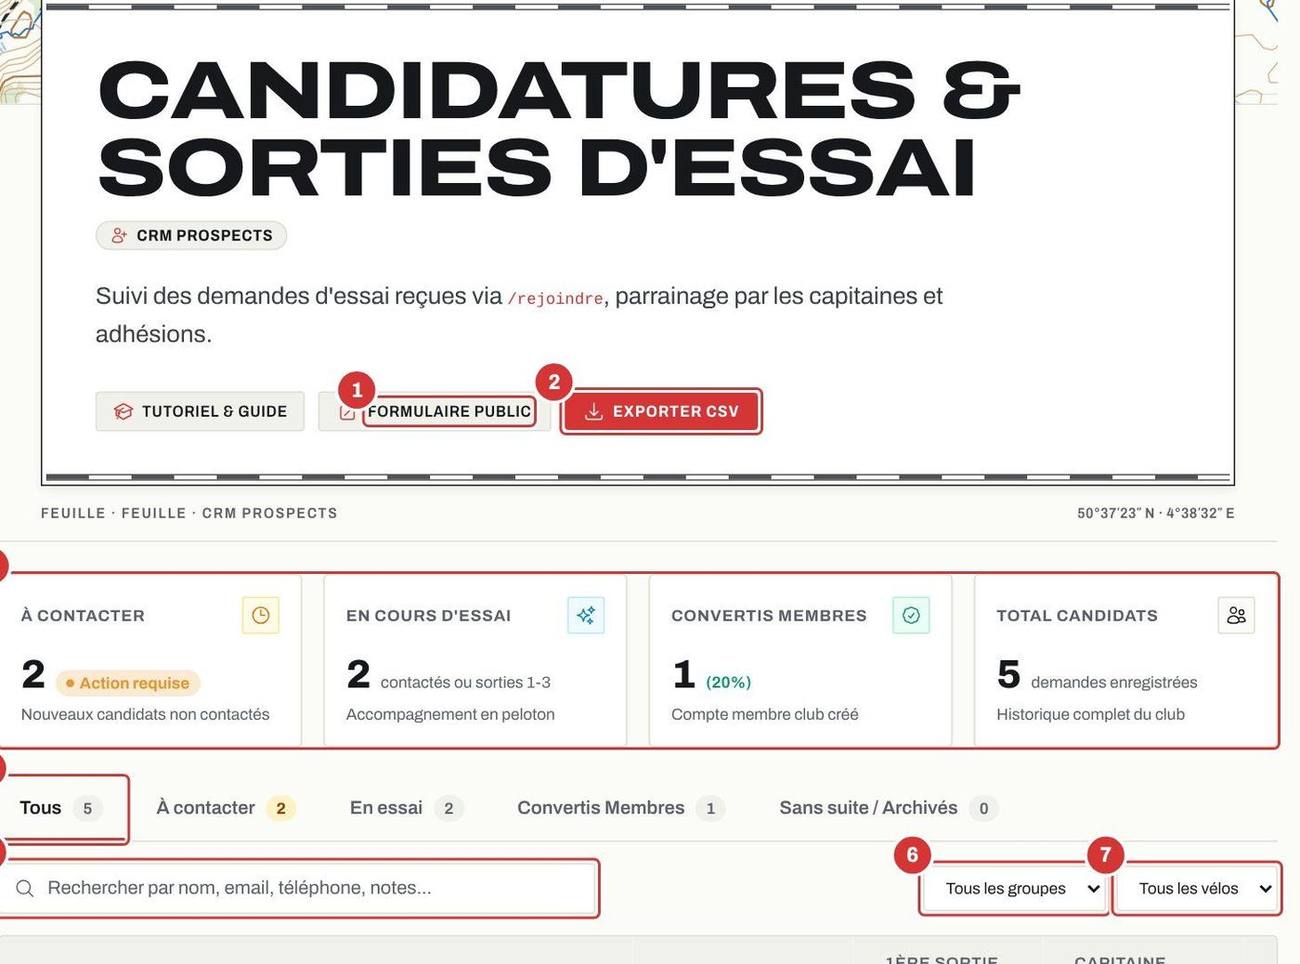 CANDIDATURES &
SORTIES D'ESSAI
CRM PROSPECTS
Suivi des demandes d'essai reçues via /rejoindre, parrainage par les capitaines et
adhésions.
1
2
TUTORIEL & GUIDE
FORMULAIRE PUBLIC
EXPORTER CSV
FEUILLE · FEUILLE · CRM PROSPECTS
50°37′23″ N · 4°38′32″ E
À CONTACTER
EN COURS D'ESSAI
CONVERTIS MEMBRES
TOTAL CANDIDATS
2 Action requise
2 contactés ou sorties 1-3
1 (20%)
5 demandes enregistrées
Nouveaux candidats non contactés
Accompagnement en peloton
Compte membre club créé
Historique complet du club
Tous 5
À contacter 2
En essai 2
Convertis Membres 1
Sans suite / Archivés 0
6
7
Rechercher par nom, email, téléphone, notes...
Tous les groupes
Tous les vélos
1ÈRE SORTIE
CAPITAINE